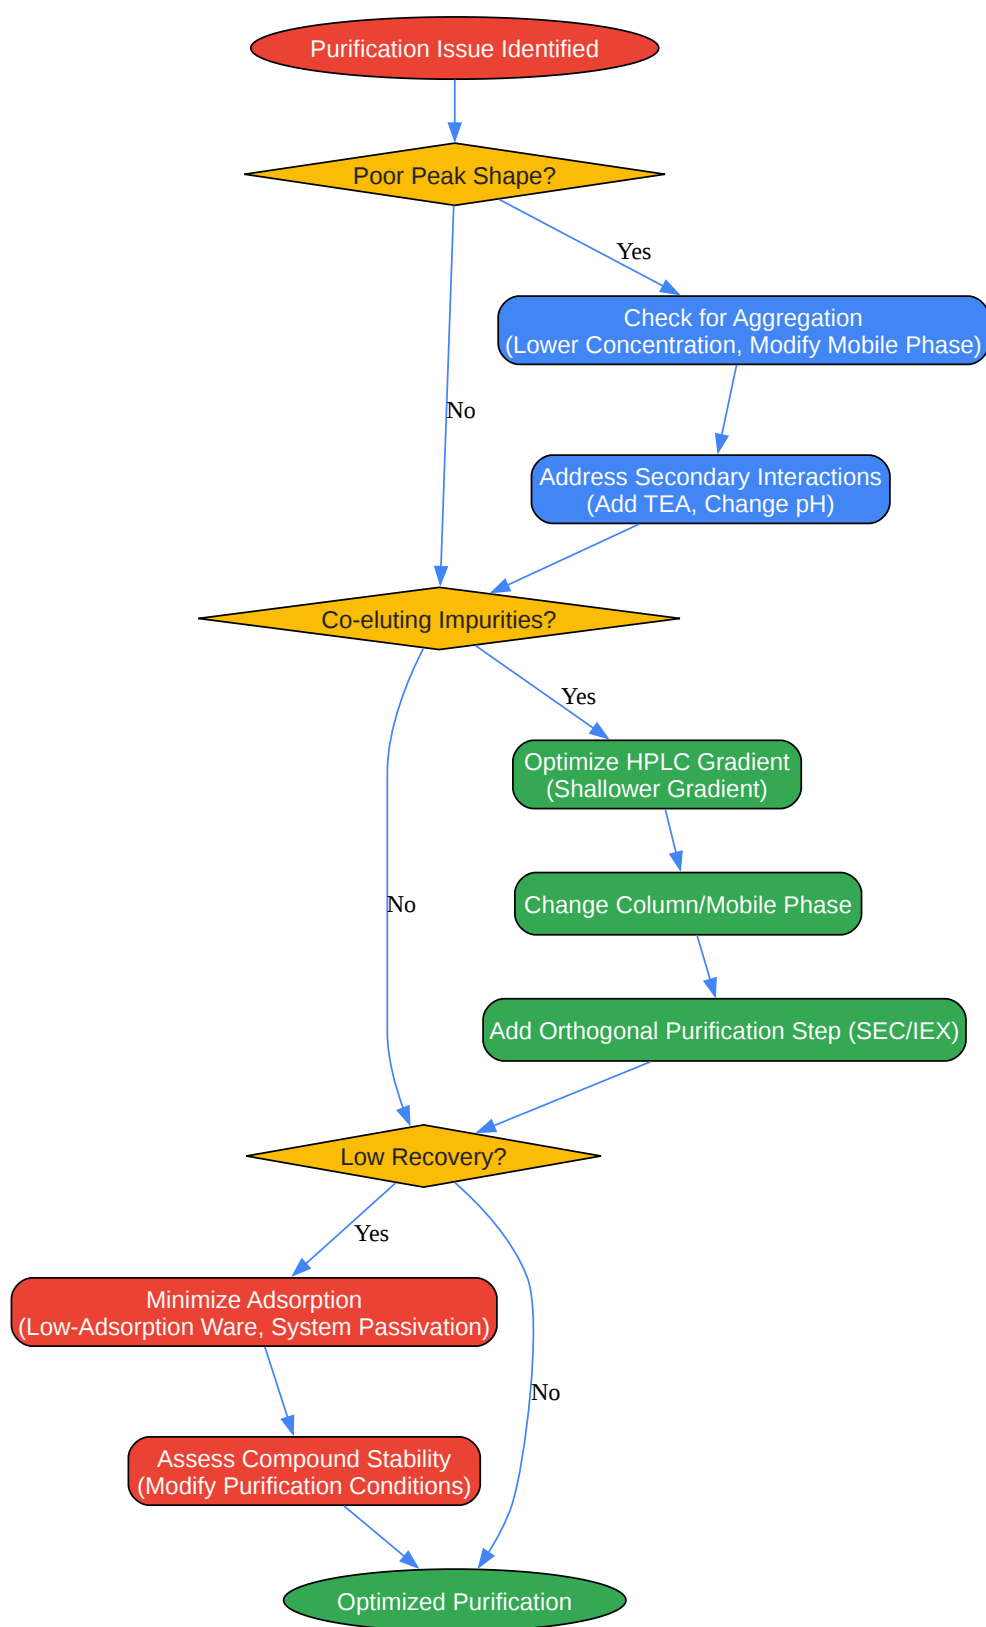 Purification Issue Identified
Poor Peak Shape?
Yes
Check for Aggregation
(Lower Concentration, Modify Mobile Phase)
No
Address Secondary Interactions
(Add TEA, Change pH)
Co-eluting Impurities?
Yes
Optimize HPLC Gradient
(Shallower Gradient)
No
Change Column/Mobile Phase
Add Orthogonal Purification Step (SEC/IEX)
Low Recovery?
Yes
Minimize Adsorption
(Low-Adsorption Ware, System Passivation)
No
Assess Compound Stability
(Modify Purification Conditions)
Optimized Purification